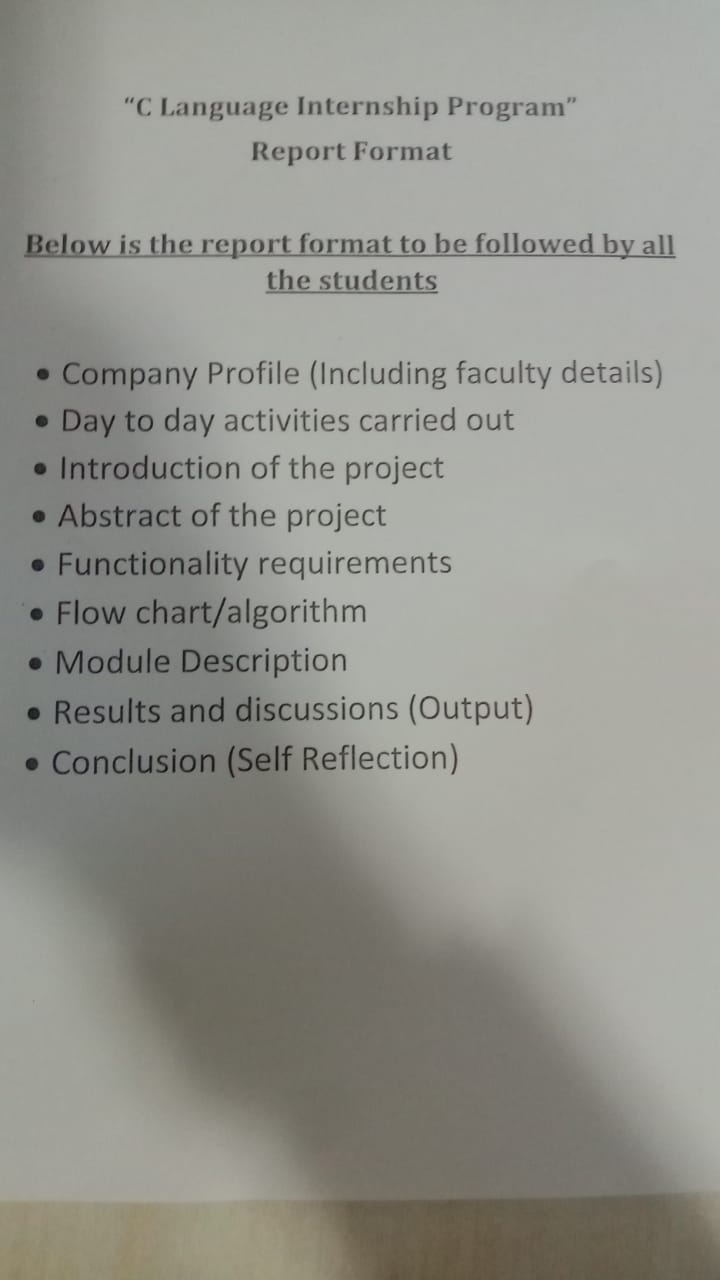 “C Language Internship Program”
Report Format
Below is the report format to be followed by all
the students
• Company Profile (Including faculty details)
• Day to day activities carried out
• Introduction of the project
• Abstract of the project
• Functionality requirements
• Flow chart/algorithm
• Module Description
• Results and discussions (Output)
• Conclusion (Self Reflection)